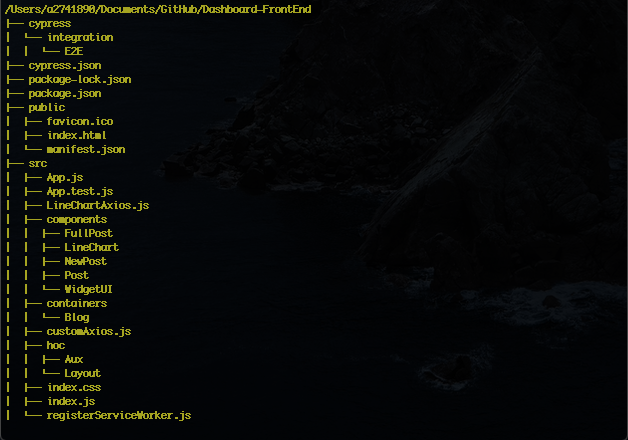 /Users/a2741890/Documents/GitHub/Dashboard-FrontEnd
├── cypress
│   └── integration
│   │   └── E2E
├── cypress.json
├── package-lock.json
├── package.json
├── public
│   ├── favicon.ico
│   ├── index.html
│   └── manifest.json
├── src
│   ├── App.js
│   ├── App.test.js
│   ├── LineChartAxios.js
│   ├── components
│   │   ├── FullPost
│   │   ├── LineChart
│   │   ├── NewPost
│   │   ├── Post
│   │   └── WidgetUI
│   ├── containers
│   │   └── Blog
│   ├── customAxios.js
│   ├── hoc
│   │   ├── Aux
│   │   └── Layout
│   ├── index.css
│   ├── index.js
│   └── registerServiceWorker.js